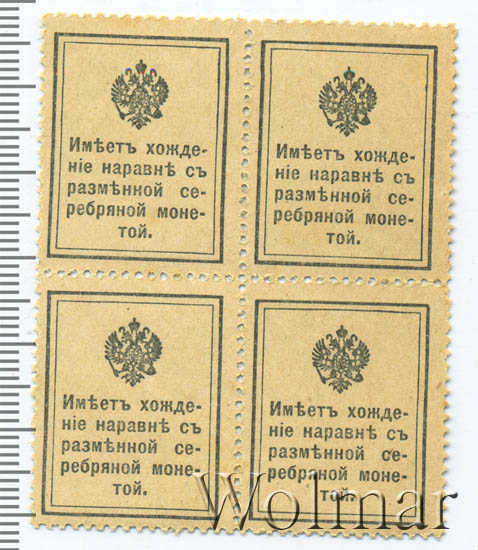 Имѣетъ хожде-
ніе наравнѣ съ
размѣнной се-
ребряной моне-
той.
Имѣетъ хожде-
ніе наравнѣ съ
размѣнной се-
ребряной моне-
той.
Имѣетъ хожде-
ніе наравнѣ съ
размѣнной се-
ребряной моне-
той.
Имѣетъ хожде-
ніе наравнѣ съ
размѣнной се-
ребряной моне-
той.
Wolmar